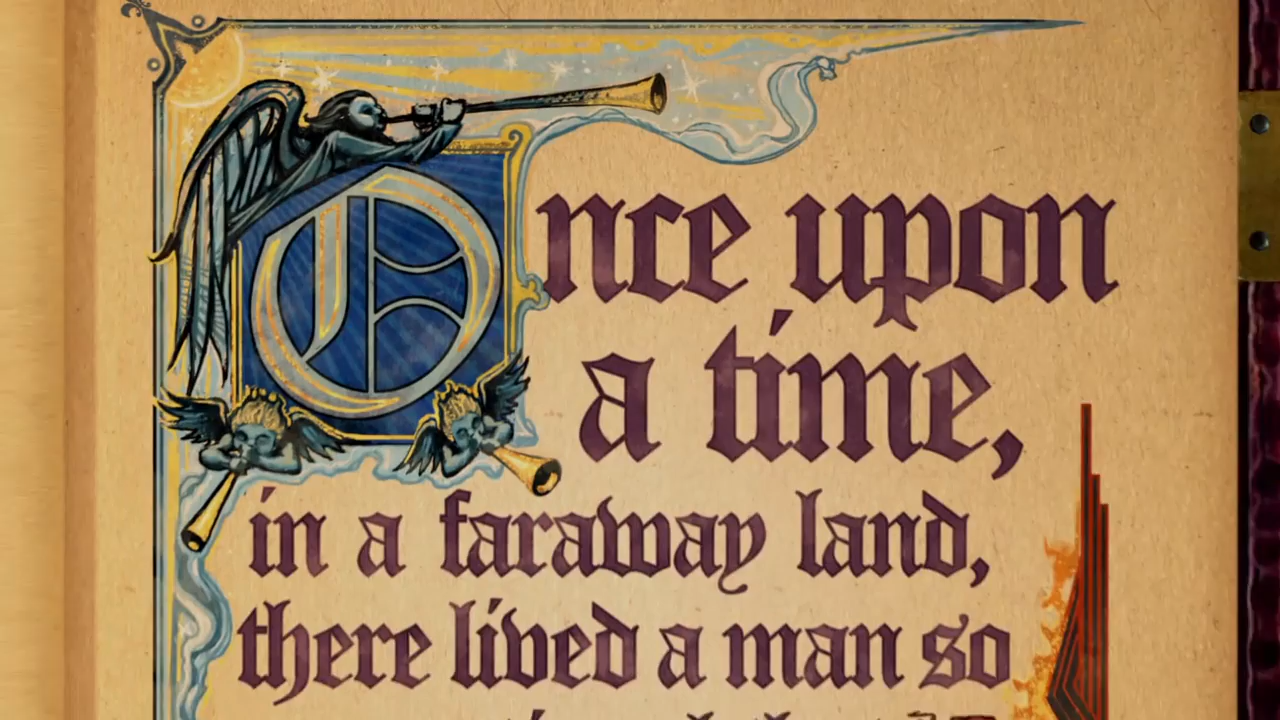 Once upon
a time,
in a faraway land,
there lived a man so